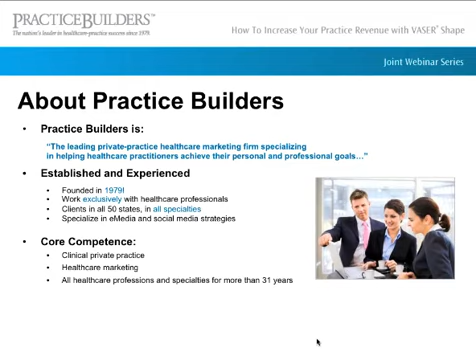 PRACTICEBUILDERS™
The nation's leader in healthcare-practice success since 1979
How To Increase Your Practice Revenue with VASER® Shape
Joint Webinar Series
About Practice Builders
• Practice Builders is:
"The leading private-practice healthcare marketing firm specializing
in helping healthcare practitioners achieve their personal and professional goals…"
• Established and Experienced
• Founded in 1979!
• Work exclusively with healthcare professionals
• Clients in all 50 states, in all specialties
• Specialize in eMedia and social media strategies
• Core Competence:
• Clinical private practice
• Healthcare marketing
• All healthcare professions and specialties for more than 31 years